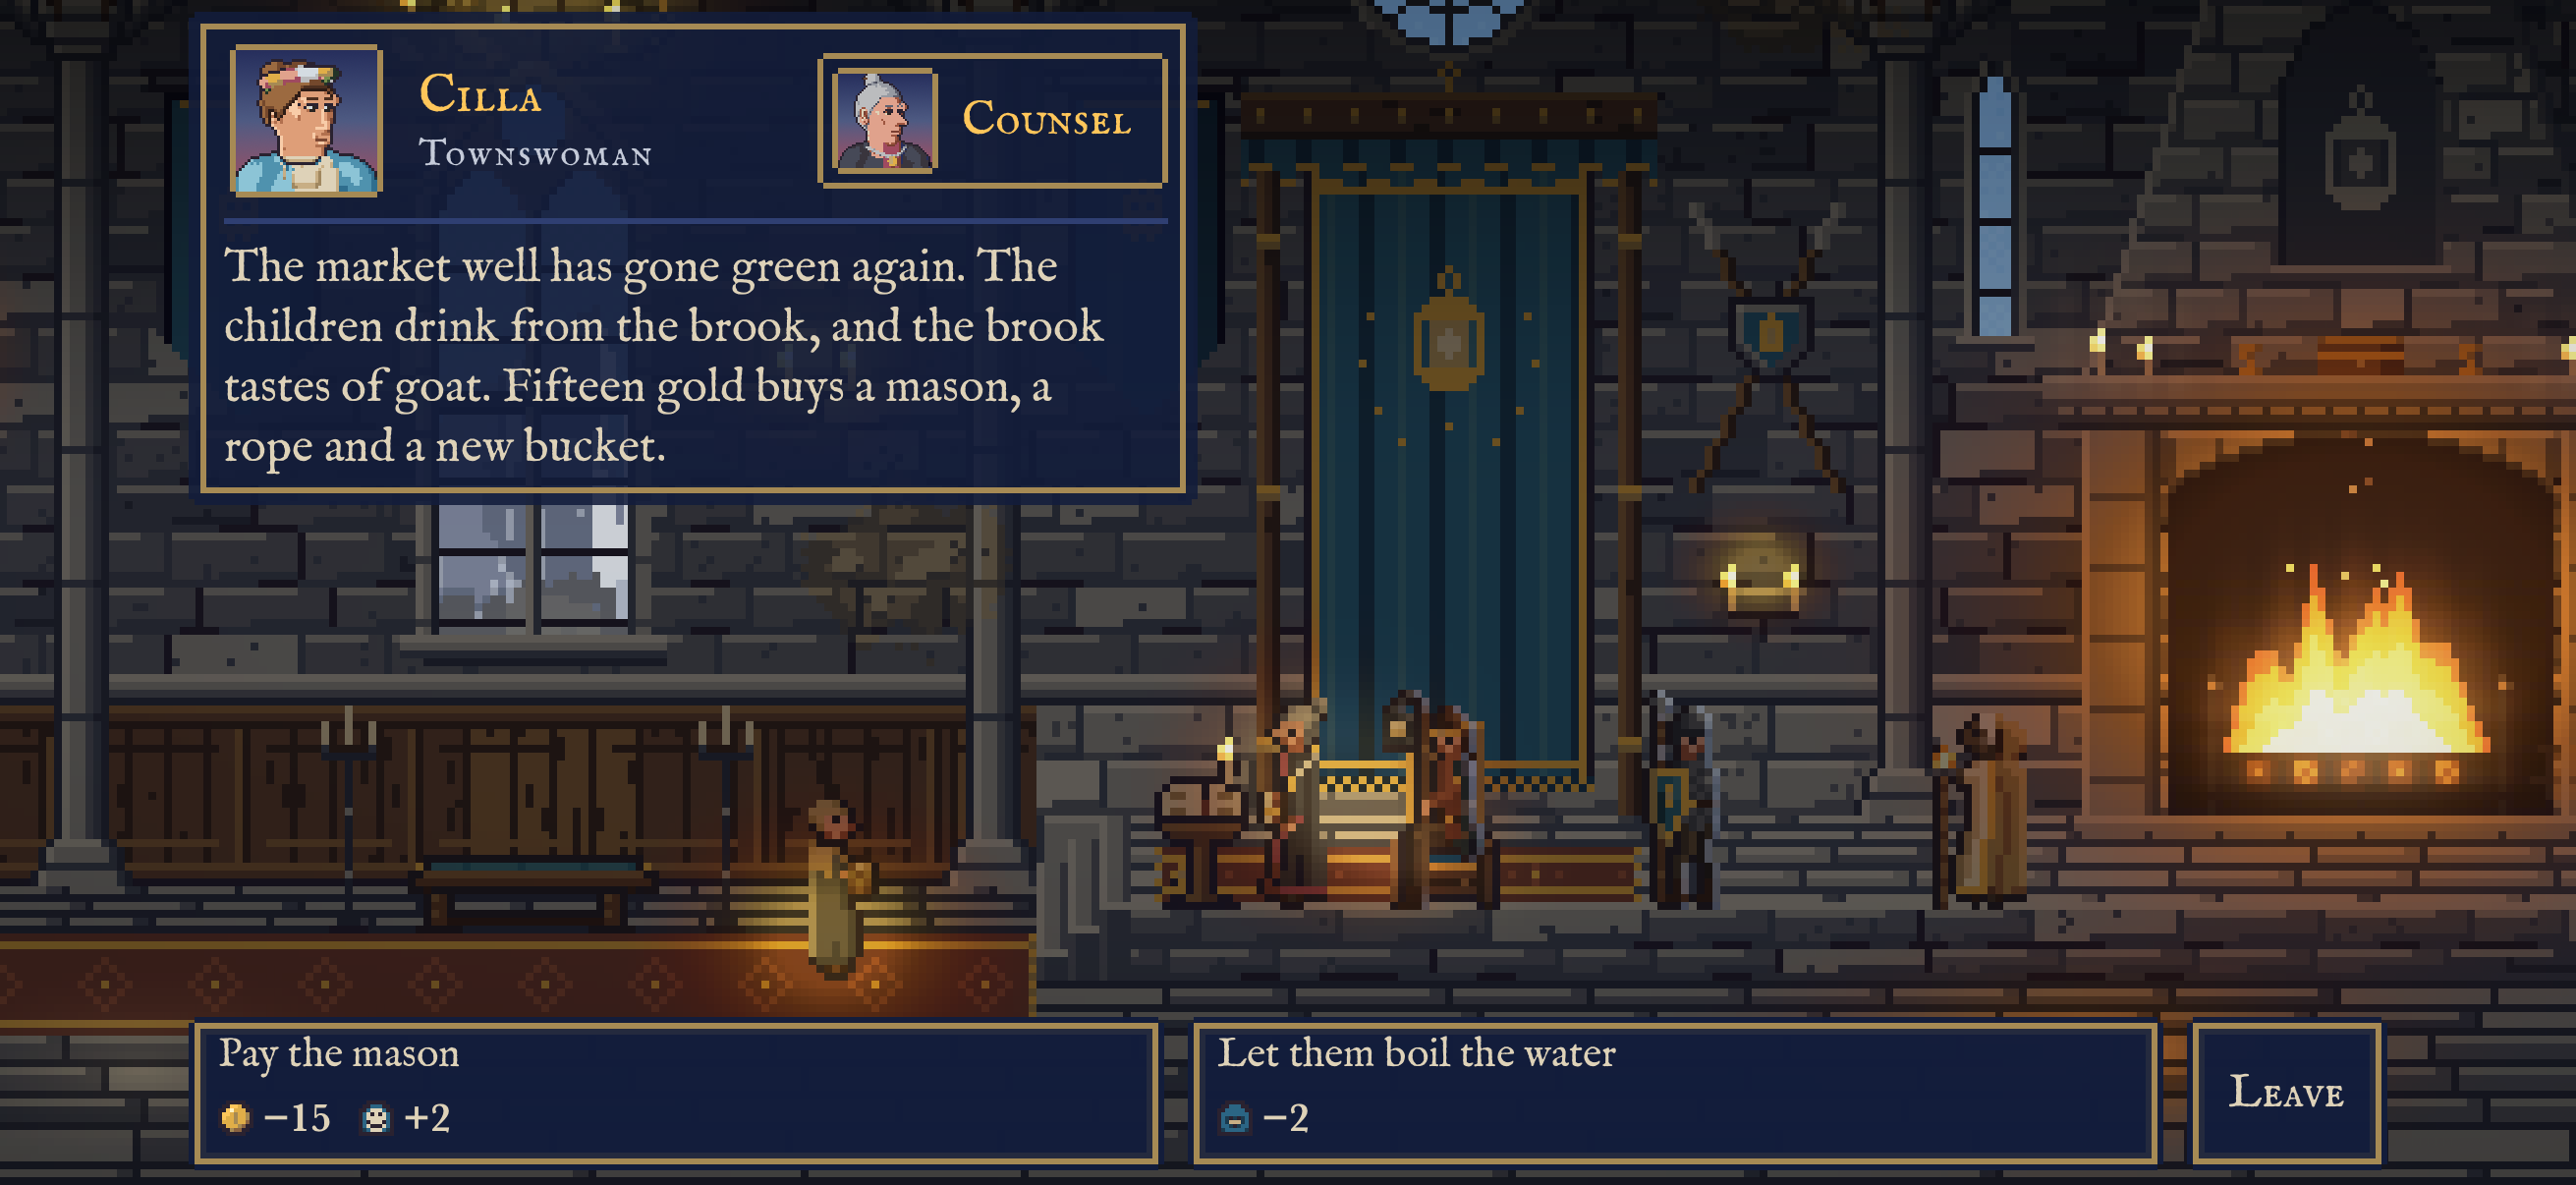 Cilla
Townswoman
Counsel
The market well has gone green again. The
children drink from the brook, and the brook
tastes of goat. Fifteen gold buys a mason, a
rope and a new bucket.
Pay the mason
−15 +2
Let them boil the water
−2
Leave